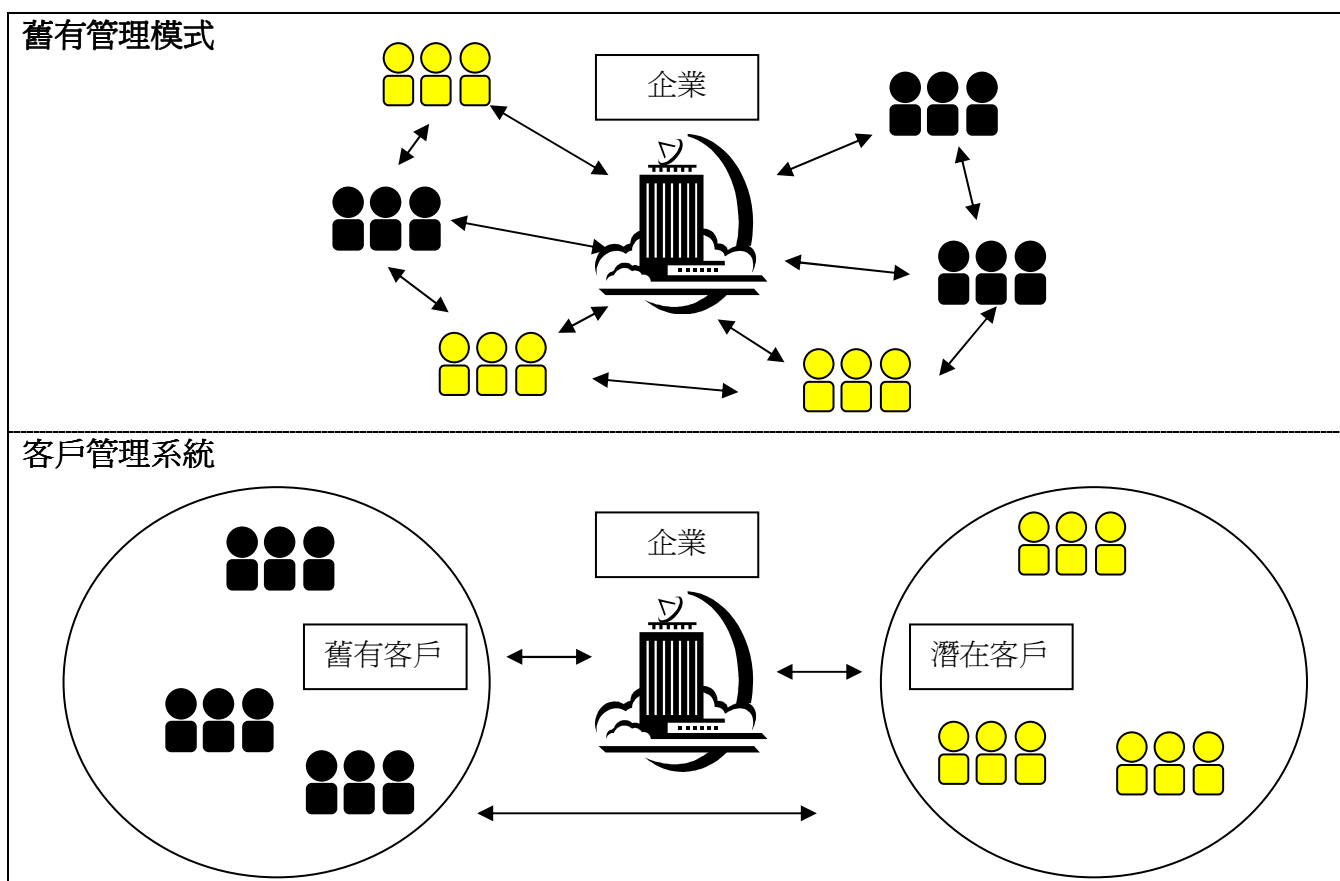 舊有管理模式
企業
客戶管理系統
企業
舊有客戶
潛在客戶